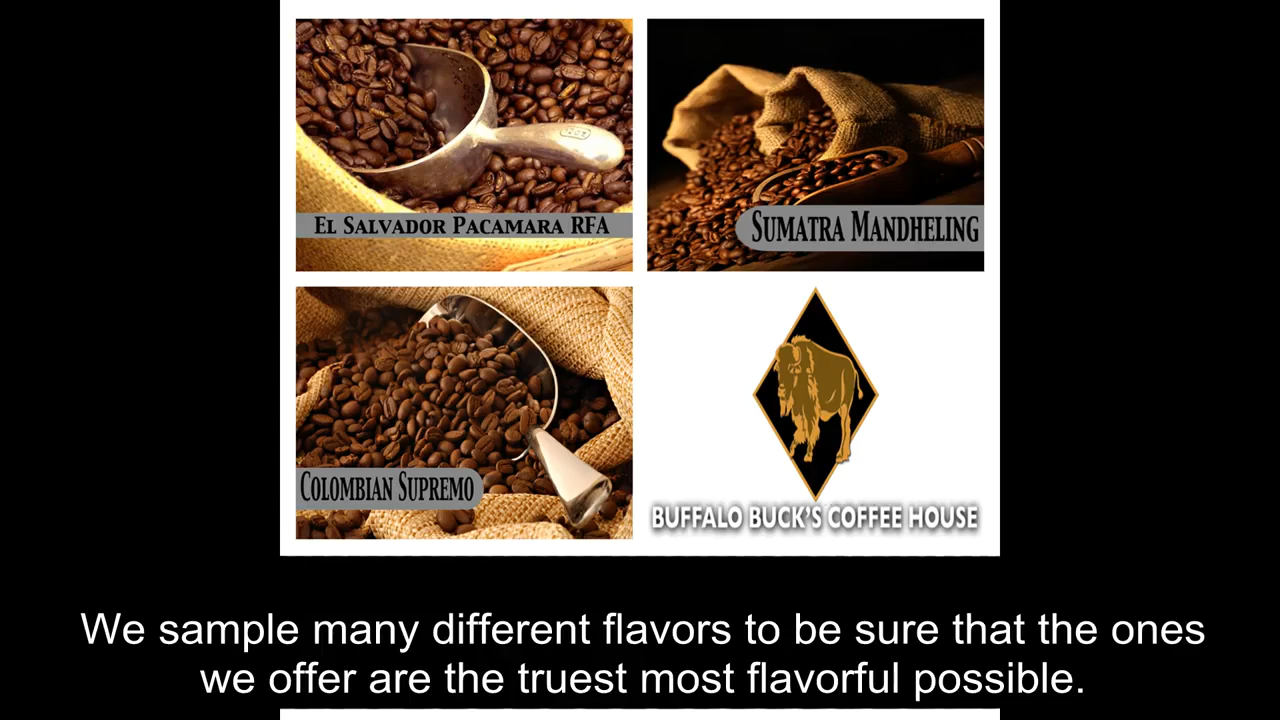 El Salvador Pacamara RFA
Sumatra Mandheling
Colombian Supremo
BUFFALO BUCK'S COFFEE HOUSE
We sample many different flavors to be sure that the ones
we offer are the truest most flavorful possible.